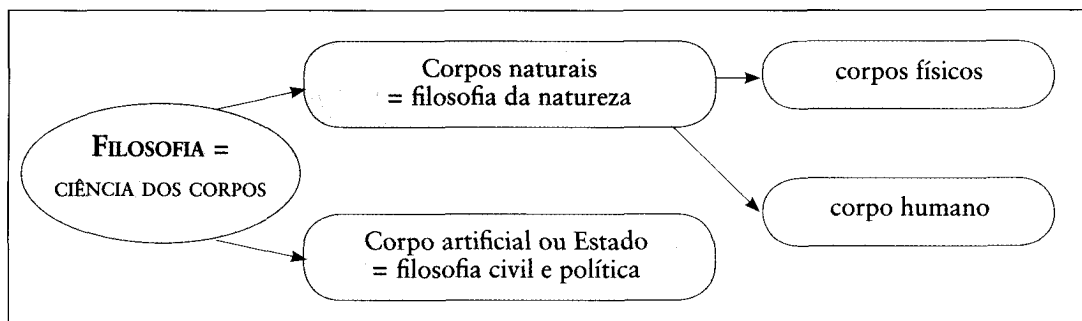 FILOSOFIA =
CIÊNCIA DOS CORPOS
Corpos naturais
= filosofia da natureza
Corpo artificial ou Estado
= filosofia civil e política
corpos físicos
corpo humano